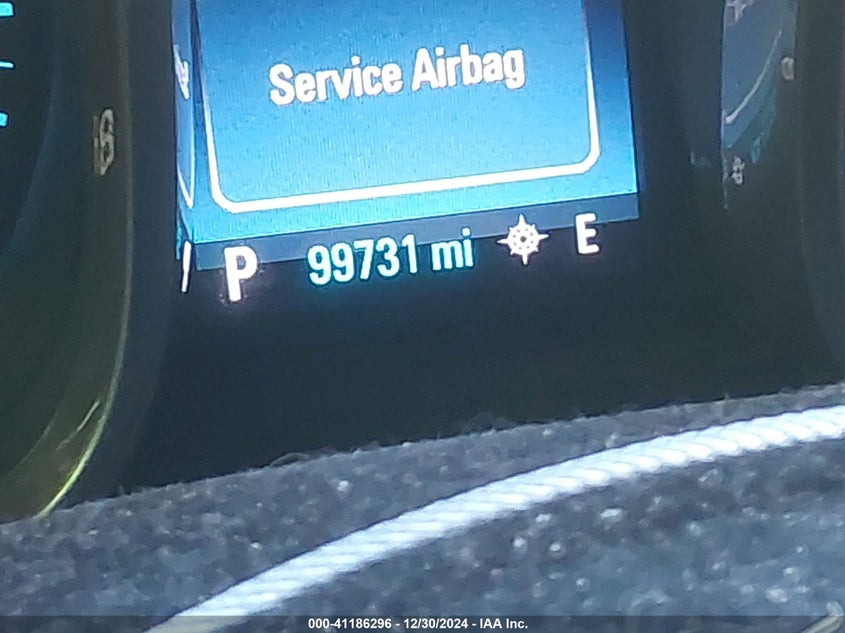 Service Airbag
P 99731 mi E
000-41186296 - 12/30/2024 - IAA Inc.